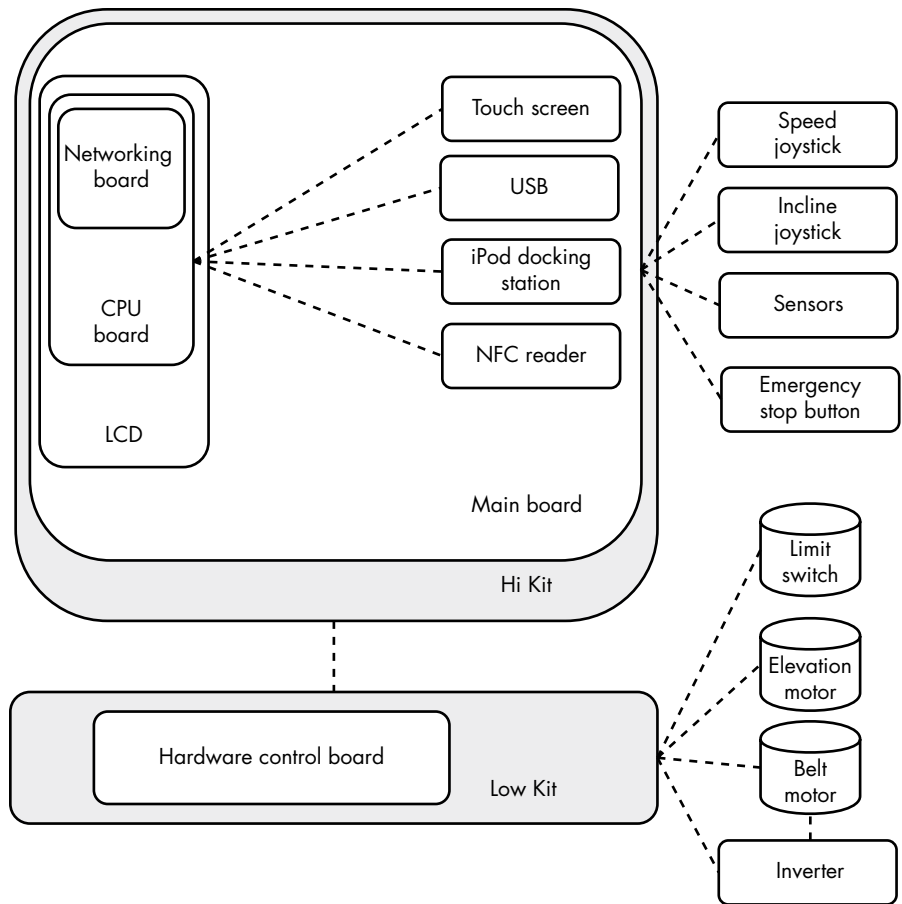 Networking
board
CPU
board
LCD
Touch screen
USB
iPod docking
station
NFC reader
Main board
Hi Kit
Speed
joystick
Incline
joystick
Sensors
Emergency
stop button
Limit
switch
Elevation
motor
Belt
motor
Inverter
Hardware control board
Low Kit